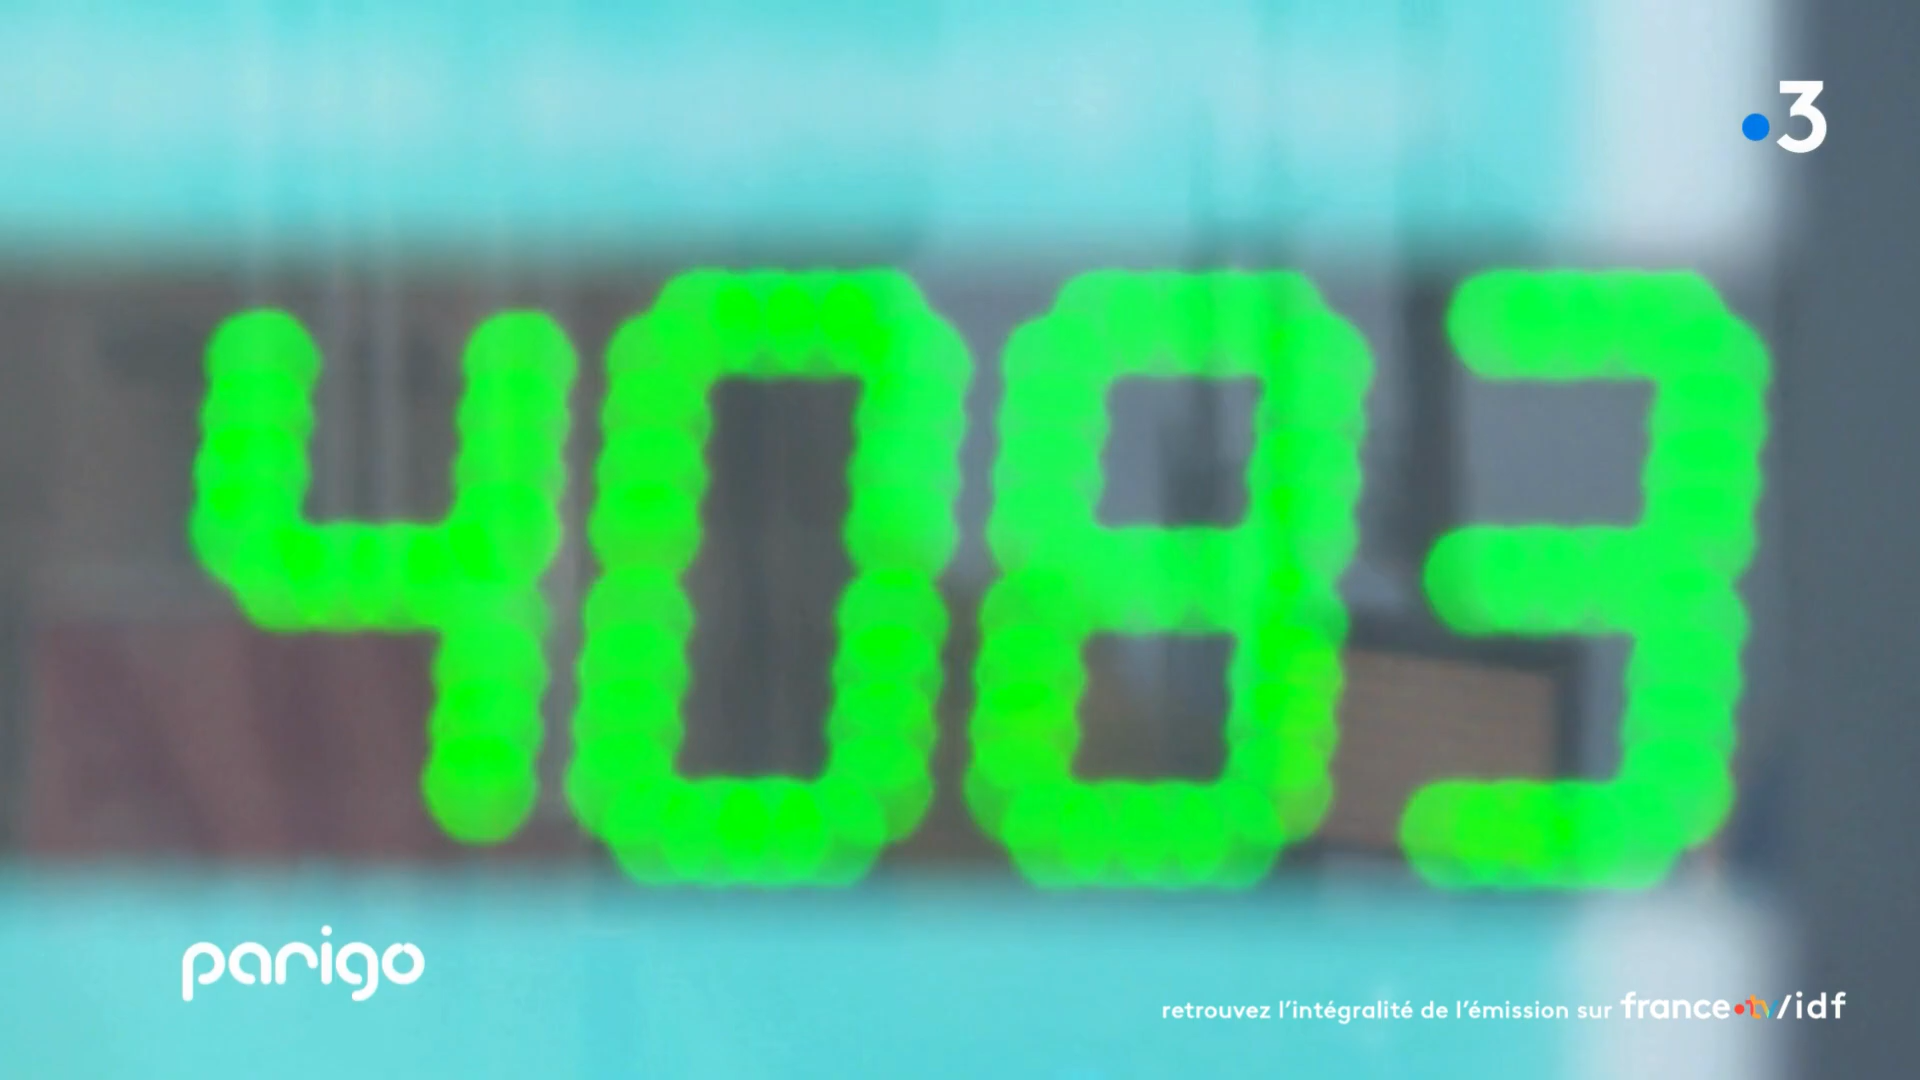 3
4083
parigo
retrouvez l'intégralité de l'émission sur france•tv/idf